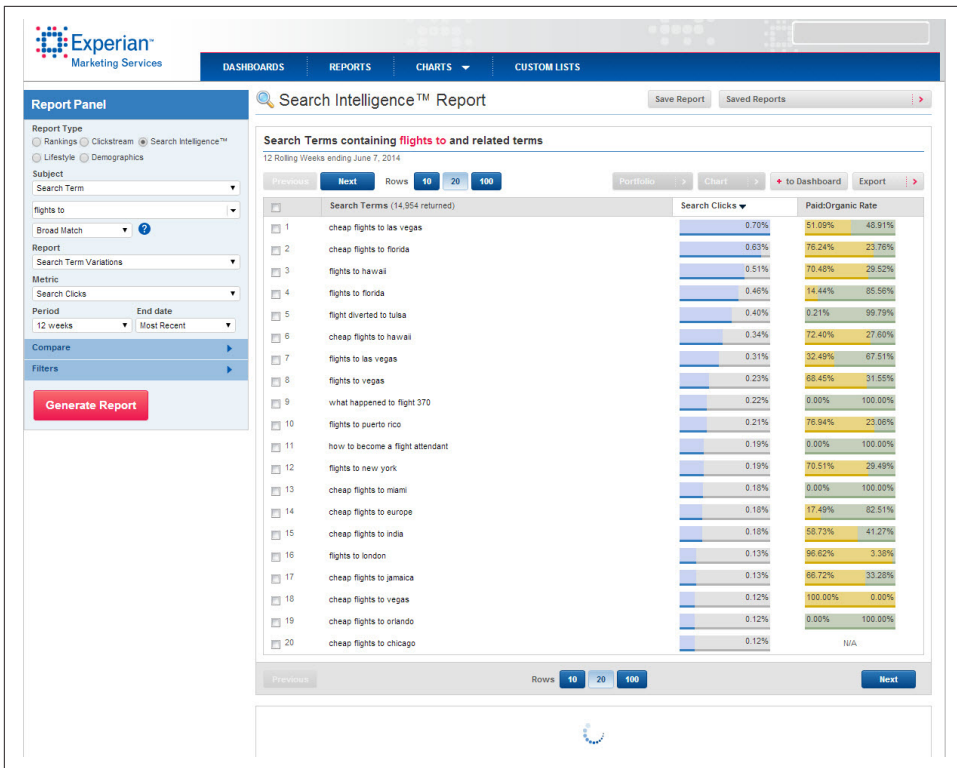 Experian™
Marketing Services
DASHBOARDS REPORTS CHARTS CUSTOM LISTS
Report Panel
Report Type
Rankings Clickstream Search Intelligence™
Lifestyle Demographics
Subject
Search Term
flights to
Broad Match ?
Report
Search Term Variations
Metric
Search Clicks
Period End date
12 weeks Most Recent
Compare
Filters
Generate Report
Search Intelligence™ Report Save Report Saved Reports
Search Terms containing flights to and related terms
12 Rolling Weeks ending June 7, 2014
Previous Next Rows 10 20 100 Portfolio Chart + to Dashboard Export
Search Terms (14,954 returned) Search Clicks Paid:Organic Rate
1 cheap flights to las vegas 0.70% 51.09% 48.91%
2 cheap flights to florida 0.63% 76.24% 23.76%
3 flights to hawaii 0.51% 70.48% 29.52%
4 flights to florida 0.46% 14.44% 85.56%
5 flight diverted to tulsa 0.40% 0.21% 99.79%
6 cheap flights to hawaii 0.34% 72.40% 27.60%
7 flights to las vegas 0.31% 32.49% 67.51%
8 flights to vegas 0.23% 68.45% 31.55%
9 what happened to flight 370 0.22% 0.00% 100.00%
10 flights to puerto rico 0.21% 76.94% 23.06%
11 how to become a flight attendant 0.19% 0.00% 100.00%
12 flights to new york 0.19% 70.51% 29.49%
13 cheap flights to miami 0.18% 0.00% 100.00%
14 cheap flights to europe 0.18% 17.49% 82.51%
15 cheap flights to india 0.18% 58.73% 41.27%
16 flights to london 0.13% 96.62% 3.38%
17 cheap flights to jamaica 0.13% 66.72% 33.28%
18 cheap flights to vegas 0.12% 100.00% 0.00%
19 cheap flights to orlando 0.12% 0.00% 100.00%
20 cheap flights to chicago 0.12% N/A
Previous Rows 10 20 100 Next